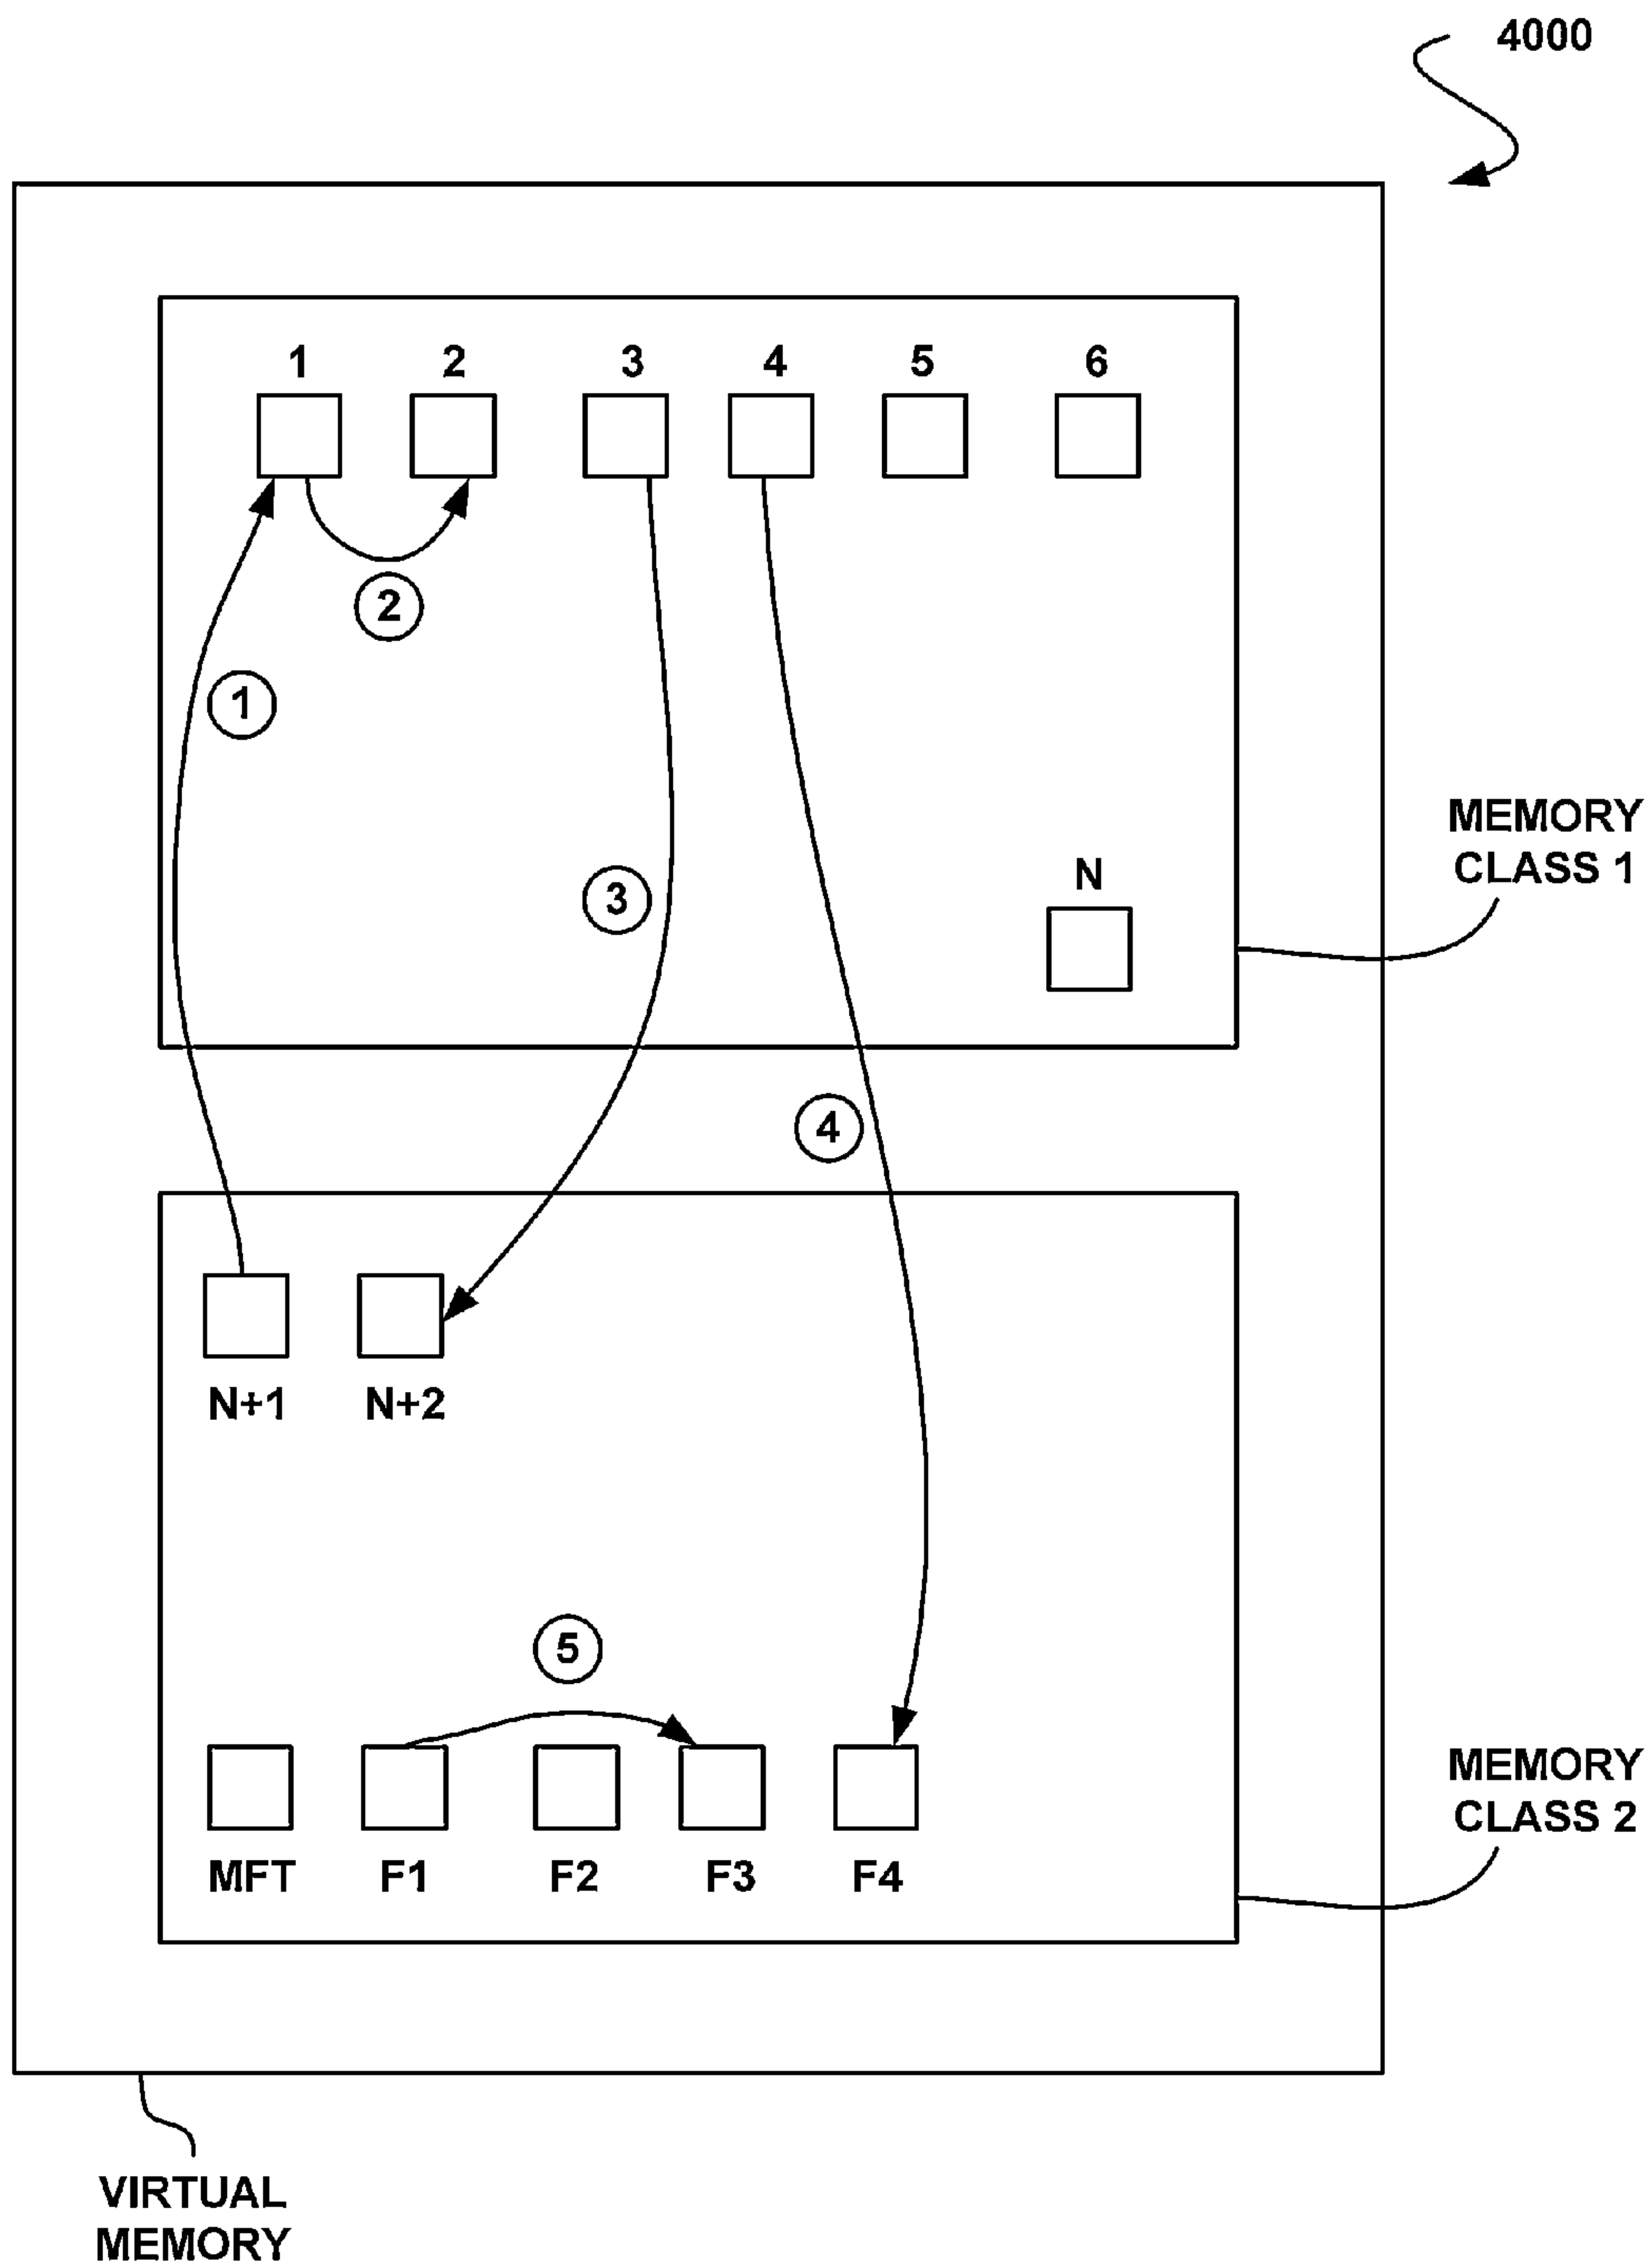 4000
1 2 3 4 5 6
2
1
MEMORY
CLASS 1
3
N
4
N+1 N+2
5
MEMORY
CLASS 2
MFT F1 F2 F3 F4
VIRTUAL
MEMORY